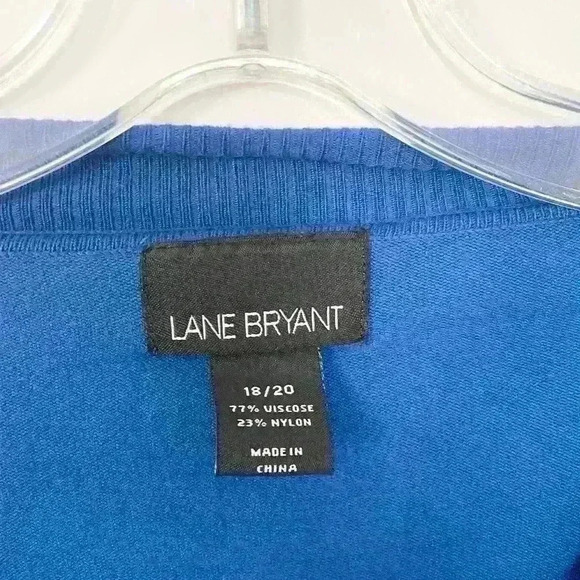 LANE BRYANT
18/20
77% VISCOSE
23% NYLON
MADE IN
CHINA